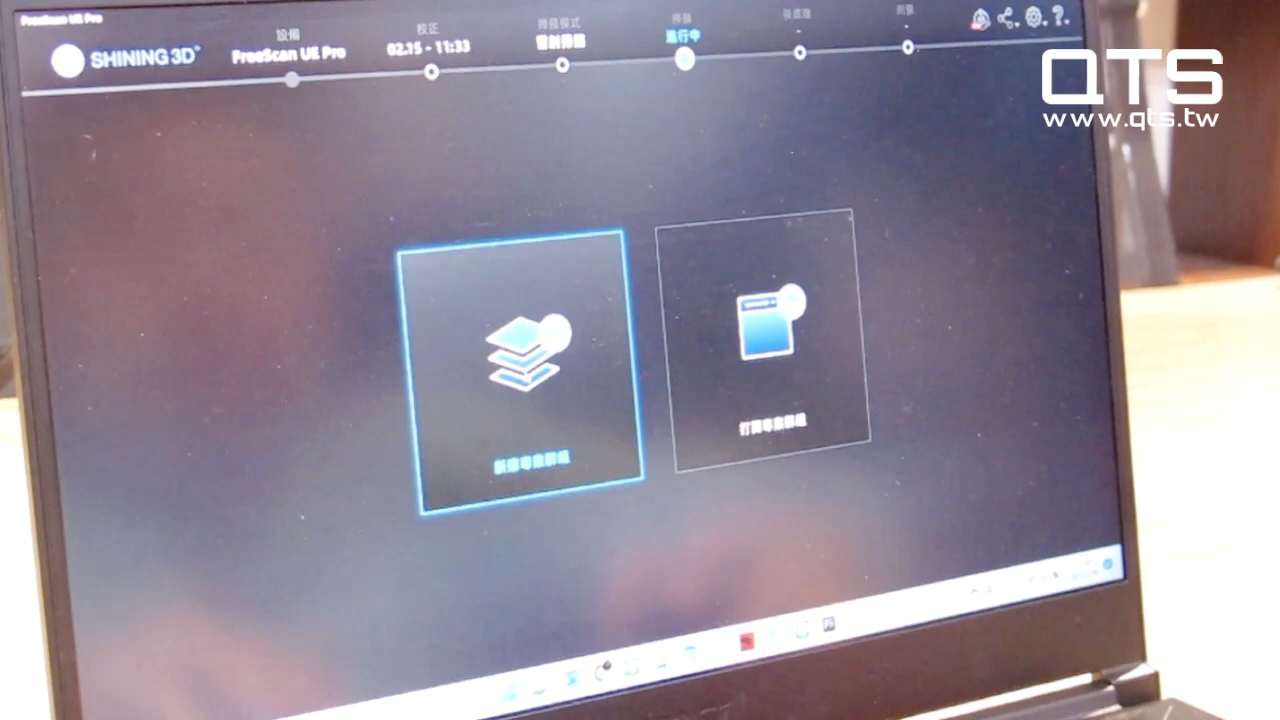 FreeScan UE Pro
SHINING 3D
設備
FreeScan UE Pro
校正
02.15 - 11:33
掃描模式
雷射掃描
掃描
進行中
後處理
-
測量
-
QTS
www.qts.tw
新建專案群組
打開專案群組